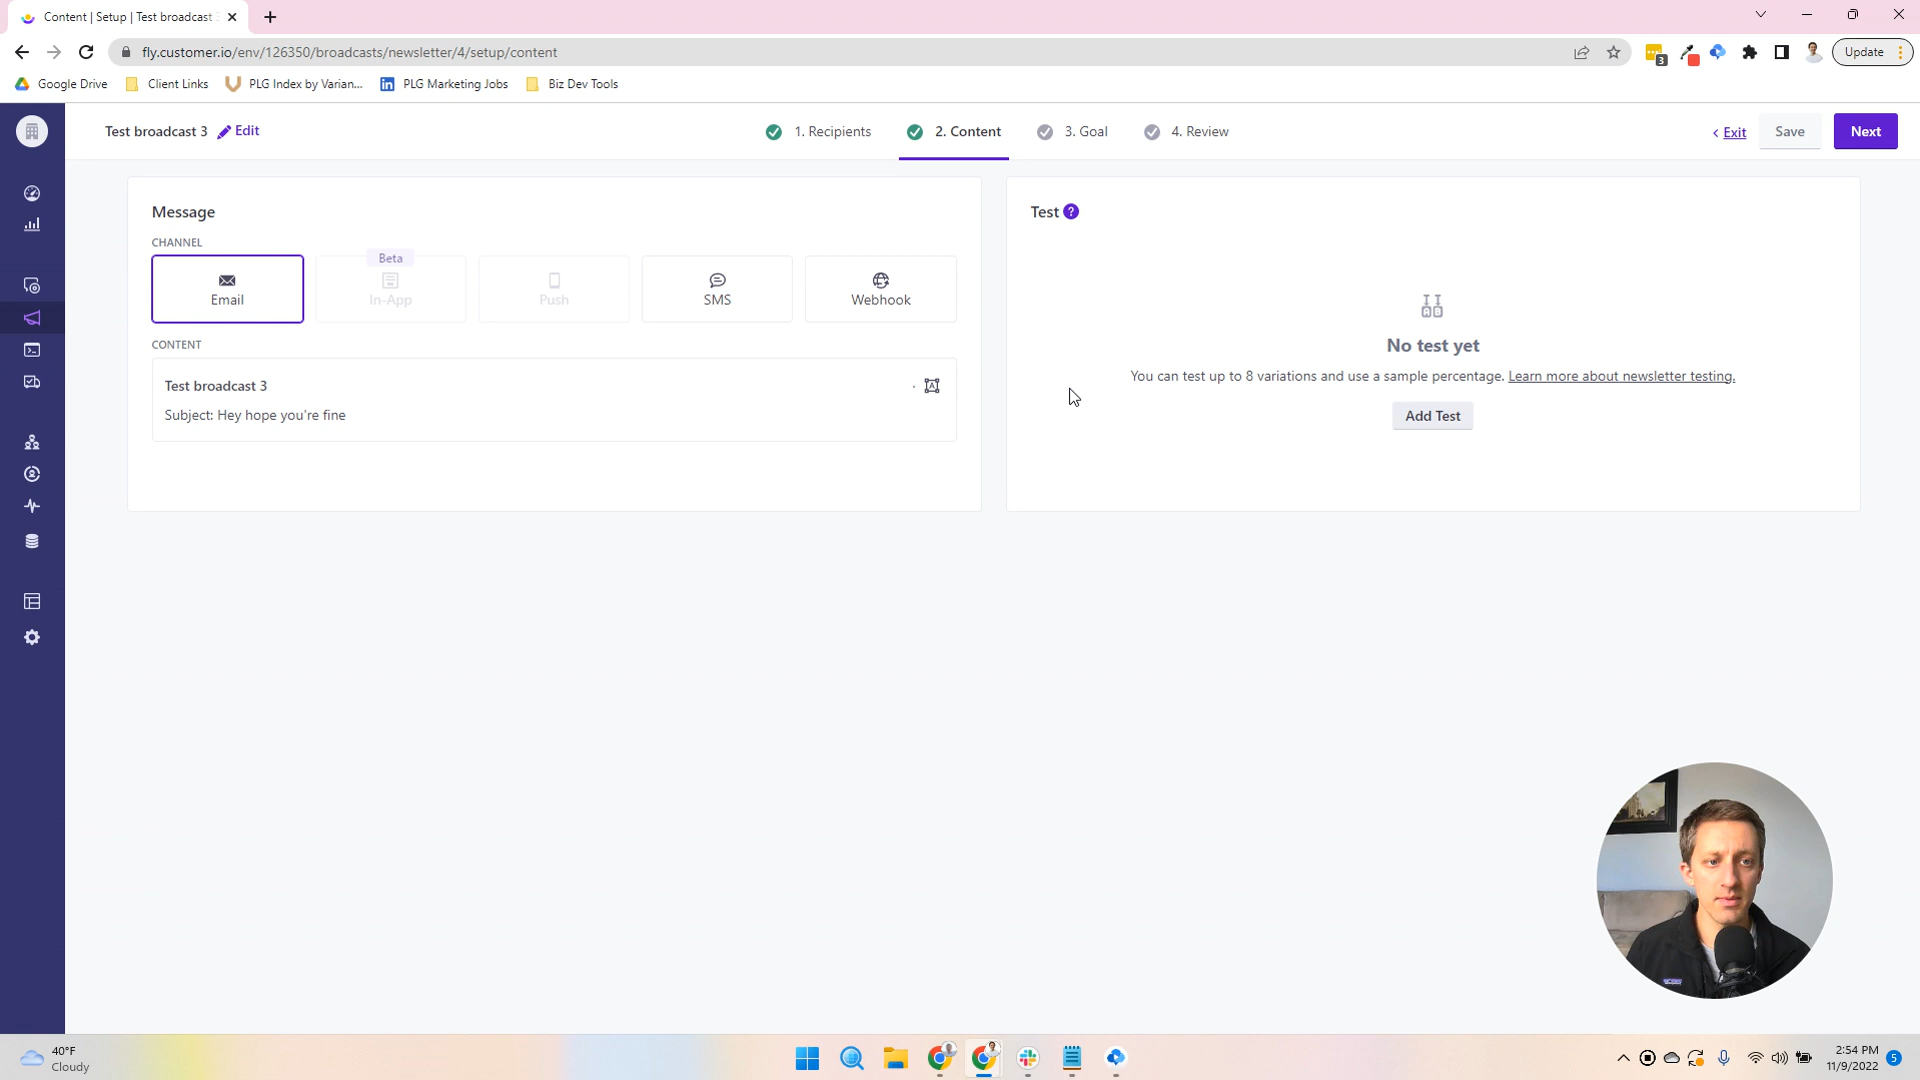 Content | Setup | Test broadcast
fly.customer.io/env/126350/broadcasts/newsletter/4/setup/content
3
Update
Google Drive
Client Links
PLG Index by Varian...
PLG Marketing Jobs
Biz Dev Tools
Test broadcast 3
Edit
1. Recipients
2. Content
3. Goal
4. Review
‹ Exit
Save
Next
Message
CHANNEL
Email
Beta
In-App
Push
SMS
Webhook
CONTENT
Test broadcast 3
Subject: Hey hope you're fine
Test ?
A B
No test yet
You can test up to 8 variations and use a sample percentage. Learn more about newsletter testing.
Add Test
40°F
Cloudy
2:54 PM
11/9/2022
5